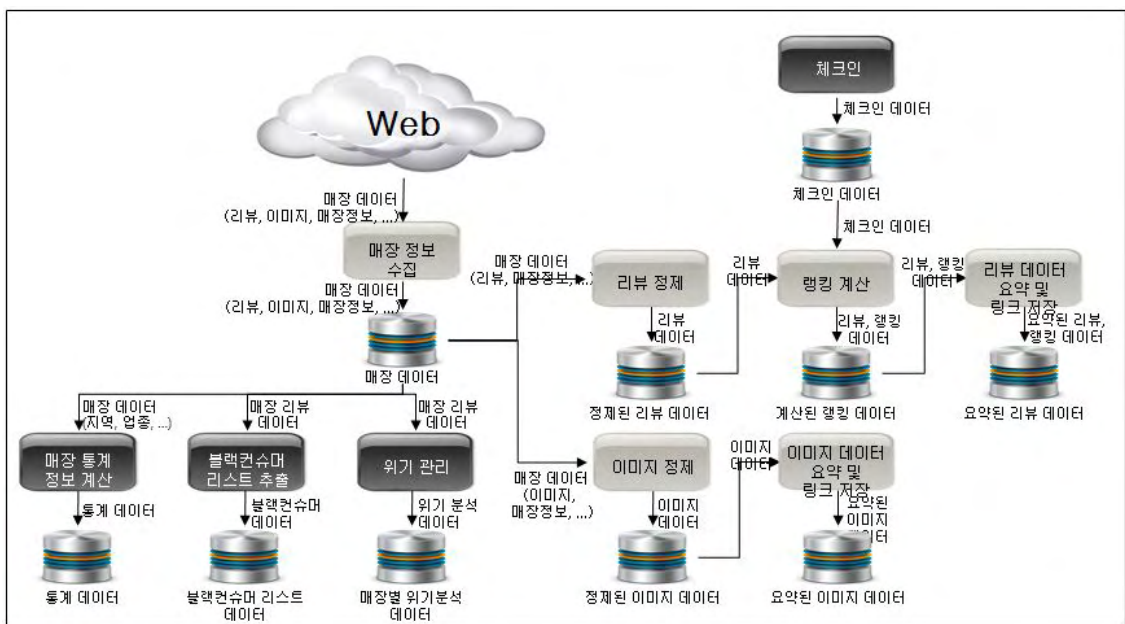 체크인
체크인 데이터
체크인 데이터
체크인 데이터
Web
매장 데이터
(리뷰, 이미지, 매장정보, ...)
매장 정보
수집
매장 데이터
(리뷰, 이미지, 매장정보, ...)
매장 데이터
매장 데이터
(리뷰, 매장정보, ...)
리뷰 정제
리뷰
데이터
정제된 리뷰 데이터
리뷰
데이터
랭킹 계산
리뷰, 랭킹
데이터
계산된 랭킹 데이터
리뷰, 랭킹
데이터
리뷰 데이터
요약 및
링크 저장
요약된 리뷰,
랭킹 데이터
요약된 리뷰 데이터
매장 데이터
(지역, 업종, ...)
매장 통계
정보 계산
통계 데이터
통계 데이터
매장 리뷰
데이터
블랙컨슈머
리스트 추출
블랙컨슈머
데이터
블랙컨슈머 리스트
데이터
매장 리뷰
데이터
위기 관리
위기 분석
데이터
매장별 위기분석
데이터
매장 데이터
(이미지,
매장정보, ...)
이미지 정제
이미지
데이터
정제된 이미지 데이터
이미지
데이터
이미지 데이터
요약 및
링크 저장
요약된
이미지
데이터
요약된 이미지 데이터